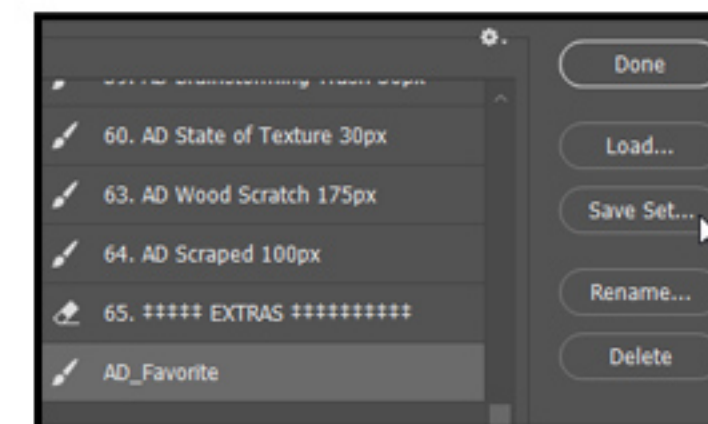 Done
60. AD State of Texture 30px
Load...
63. AD Wood Scratch 175px
Save Set...
64. AD Scraped 100px
65. ‡‡‡‡‡ EXTRAS ‡‡‡‡‡‡‡‡‡‡
Rename...
AD_Favorite
Delete